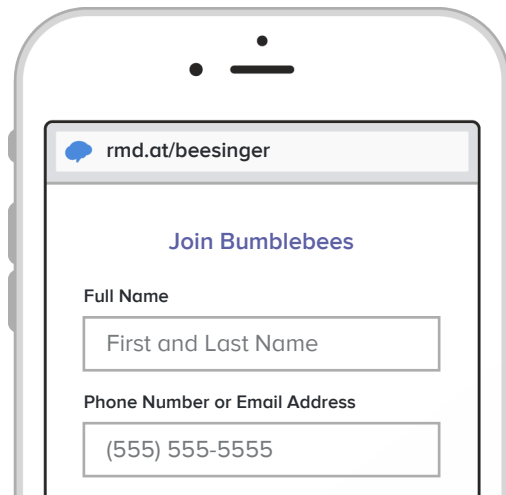 rmd.at/beesinger
Join Bumblebees
Full Name
First and Last Name
Phone Number or Email Address
(555) 555-5555